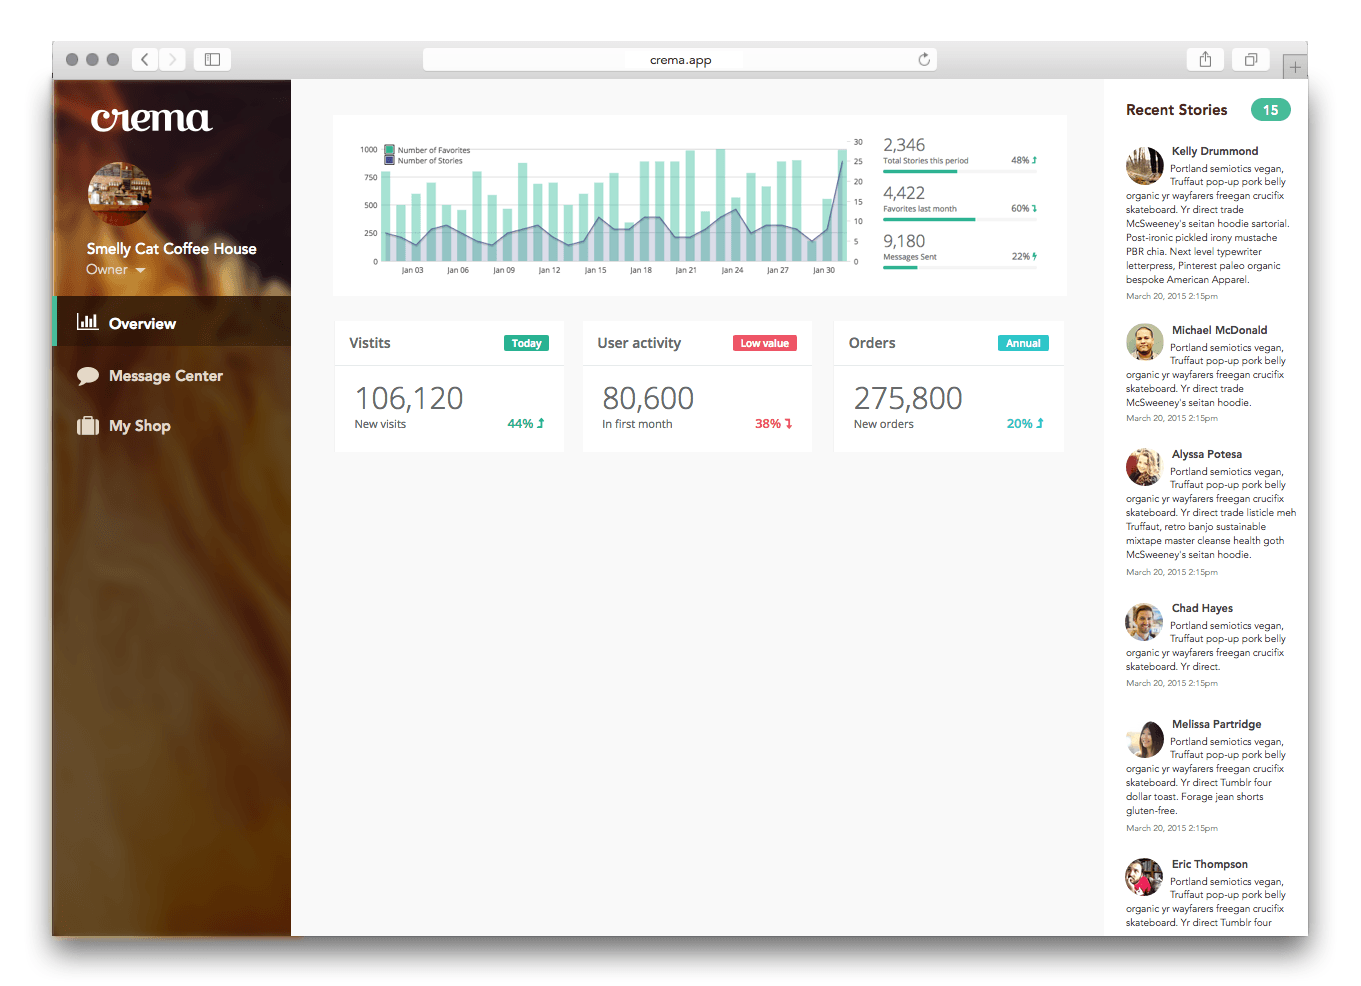 crema.app
crema
Smelly Cat Coffee House
Owner
Overview
Message Center
My Shop
Number of Favorites
Number of Stories
1000
750
500
250
0
30
25
20
15
10
5
0
Jan 03 Jan 06 Jan 09 Jan 12 Jan 15 Jan 18 Jan 21 Jan 24 Jan 27 Jan 30
2,346
Total Stories this period 48%
4,422
Favorites last month 60%
9,180
Messages Sent 22%
Vistits Today
106,120
New visits 44%
User activity Low value
80,600
In first month 38%
Orders Annual
275,800
New orders 20%
Recent Stories 15
Kelly Drummond
Portland semiotics vegan,
Truffaut pop-up pork belly
organic yr wayfarers freegan crucifix
skateboard. Yr direct trade
McSweeney's seitan hoodie sartorial.
Post-ironic pickled irony mustache
PBR chia. Next level typewriter
letterpress, Pinterest paleo organic
bespoke American Apparel.
March 20, 2015 2:15pm
Michael McDonald
Portland semiotics vegan,
Truffaut pop-up pork belly
organic yr wayfarers freegan crucifix
skateboard. Yr direct trade
McSweeney's seitan hoodie.
March 20, 2015 2:15pm
Alyssa Potesa
Portland semiotics vegan,
Truffaut pop-up pork belly
organic yr wayfarers freegan crucifix
skateboard. Yr direct trade listicle meh
Truffaut, retro banjo sustainable
mixtape master cleanse health goth
McSweeney's seitan hoodie.
March 20, 2015 2:15pm
Chad Hayes
Portland semiotics vegan,
Truffaut pop-up pork belly
organic yr wayfarers freegan crucifix
skateboard. Yr direct.
March 20, 2015 2:15pm
Melissa Partridge
Portland semiotics vegan,
Truffaut pop-up pork belly
organic yr wayfarers freegan crucifix
skateboard. Yr direct Tumblr four
dollar toast. Forage jean shorts
gluten-free.
March 20, 2015 2:15pm
Eric Thompson
Portland semiotics vegan,
Truffaut pop-up pork belly
organic yr wayfarers freegan crucifix
skateboard. Yr direct Tumblr four